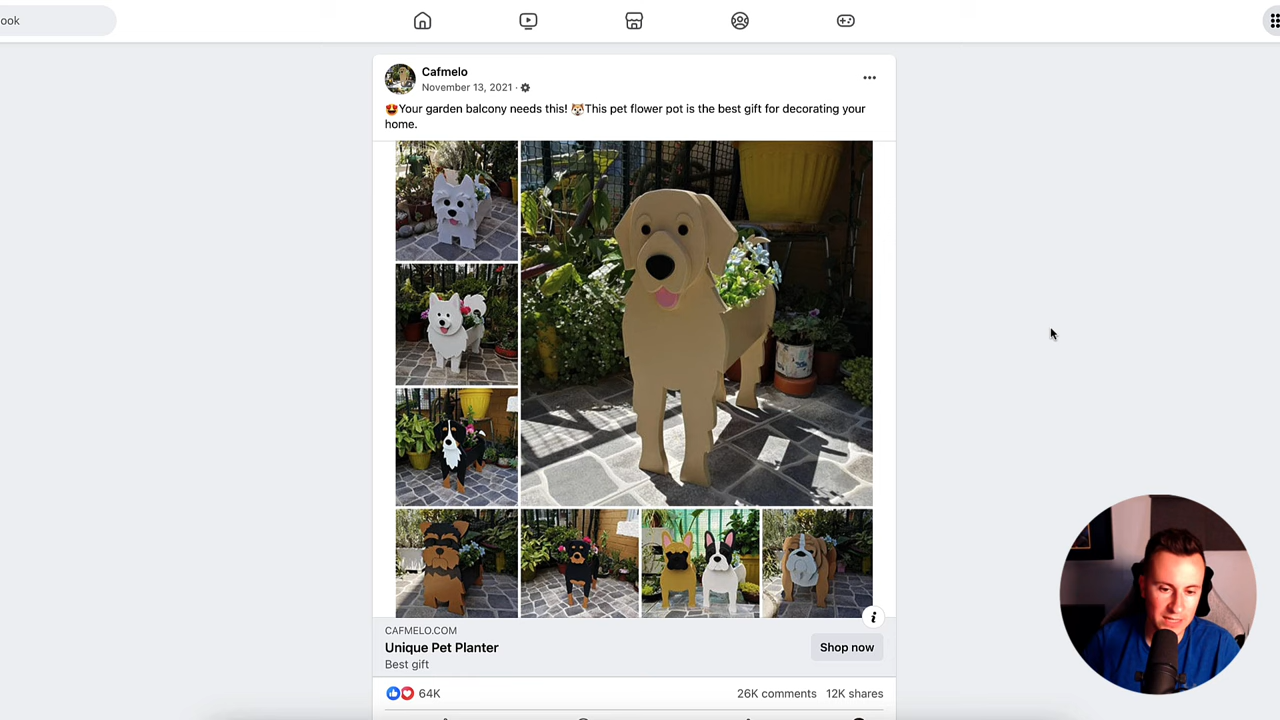 ook
Cafmelo
November 13, 2021 ·
😍Your garden balcony needs this! 🐹This pet flower pot is the best gift for decorating your
home.
CAFMELO.COM
Unique Pet Planter
Best gift
Shop now
64K
26K comments 12K shares